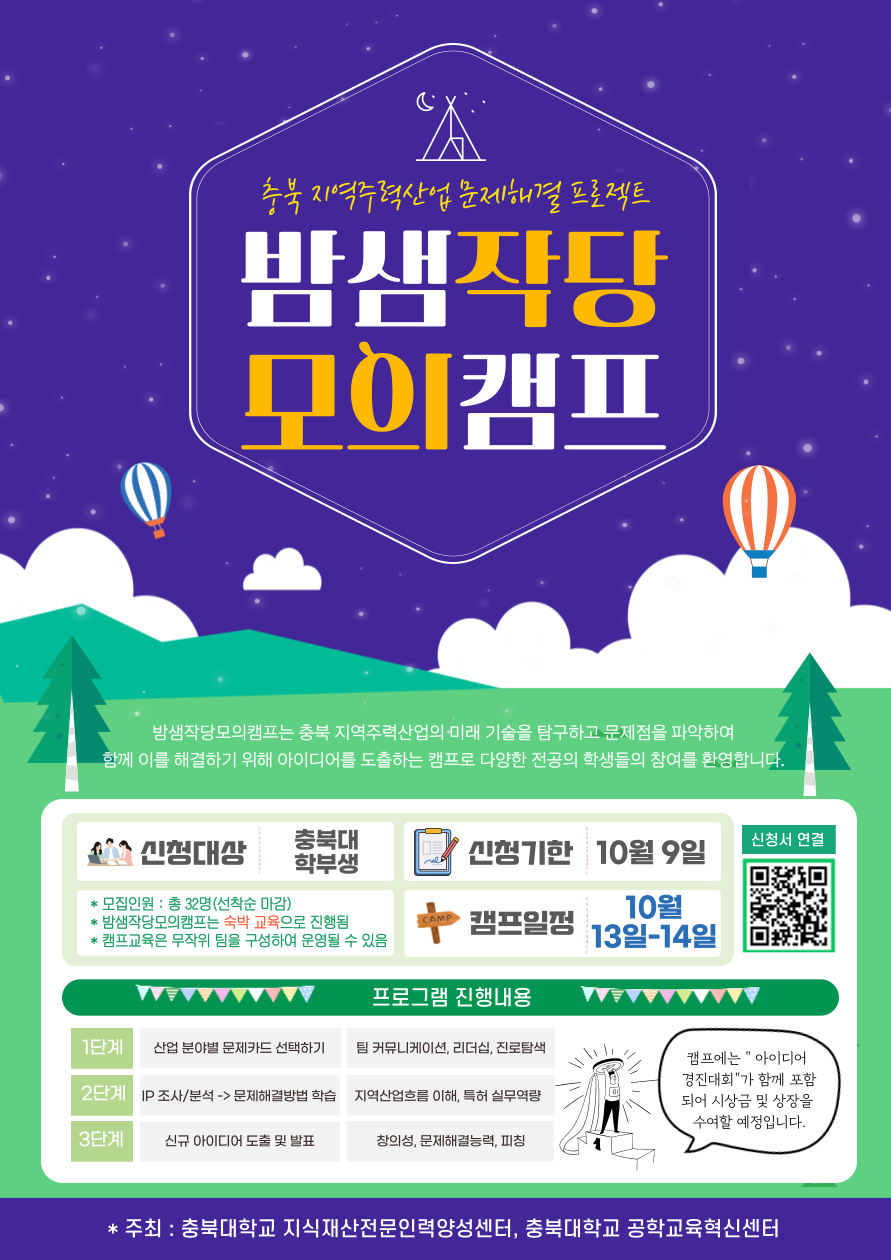 충북 지역주력산업 문제해결 프로젝트
밤샘작당
모의캠프
밤샘작당모의캠프는 충북 지역주력산업의 미래 기술을 탐구하고 문제점을 파악하여
함께 이를 해결하기 위해 아이디어를 도출하는 캠프로 다양한 전공의 학생들의 참여를 환영합니다.
신청대상
충북대
학부생
* 모집인원 : 총 32명(선착순 마감)
* 밤샘작당모의캠프는 숙박 교육으로 진행됨
* 캠프교육은 무작위 팀을 구성하여 운영될 수 있음
신청기한
10월 9일
CAMP
캠프일정
10월
13일-14일
신청서 연결
프로그램 진행내용
1단계 산업 분야별 문제카드 선택하기 팀 커뮤니케이션, 리더십, 진로탐색
2단계 IP 조사/분석 -> 문제해결방법 학습 지역산업흐름 이해, 특허 실무역량
3단계 신규 아이디어 도출 및 발표 창의성, 문제해결능력, 피칭
캠프에는 " 아이디어
경진대회"가 함께 포함
되어 시상금 및 상장을
수여할 예정입니다.
* 주최 : 충북대학교 지식재산전문인력양성센터, 충북대학교 공학교육혁신센터